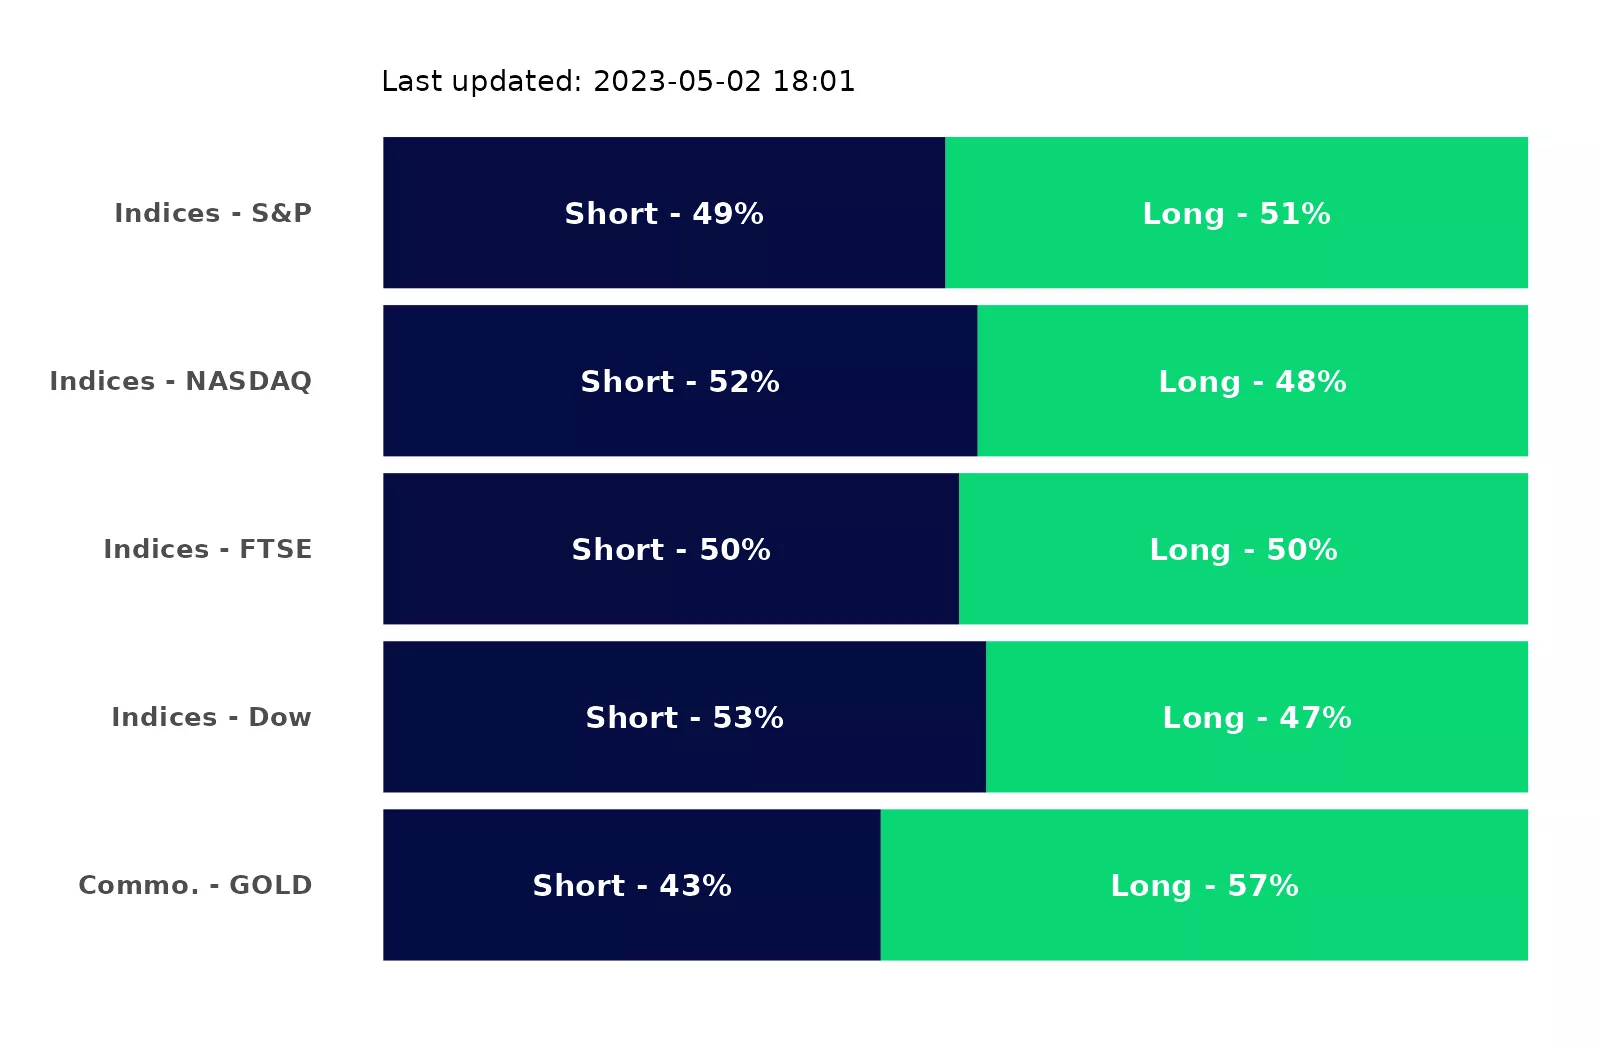 Last updated: 2023-05-02 18:01
Indices - S&P
Short - 49%
Long - 51%
Indices - NASDAQ
Short - 52%
Long - 48%
Indices - FTSE
Short - 50%
Long - 50%
Indices - Dow
Short - 53%
Long - 47%
Commo. - GOLD
Short - 43%
Long - 57%